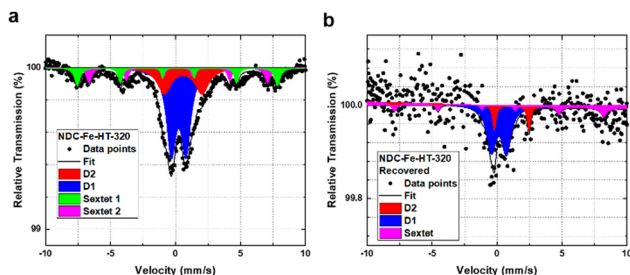 a
Relative Transmission (%)
100
99
NDC-Fe-HT-320
Data points
Fit
D2
D1
Sextet 1
Sextet 2
-10 -5 0 5 10
Velocity (mm/s)
b
Relative Transmission (%)
100.0
99.8
NDC-Fe-HT-320
Recovered
Data points
Fit
D2
D1
Sextet
-10 -5 0 5 10
Velocity (mm/s)